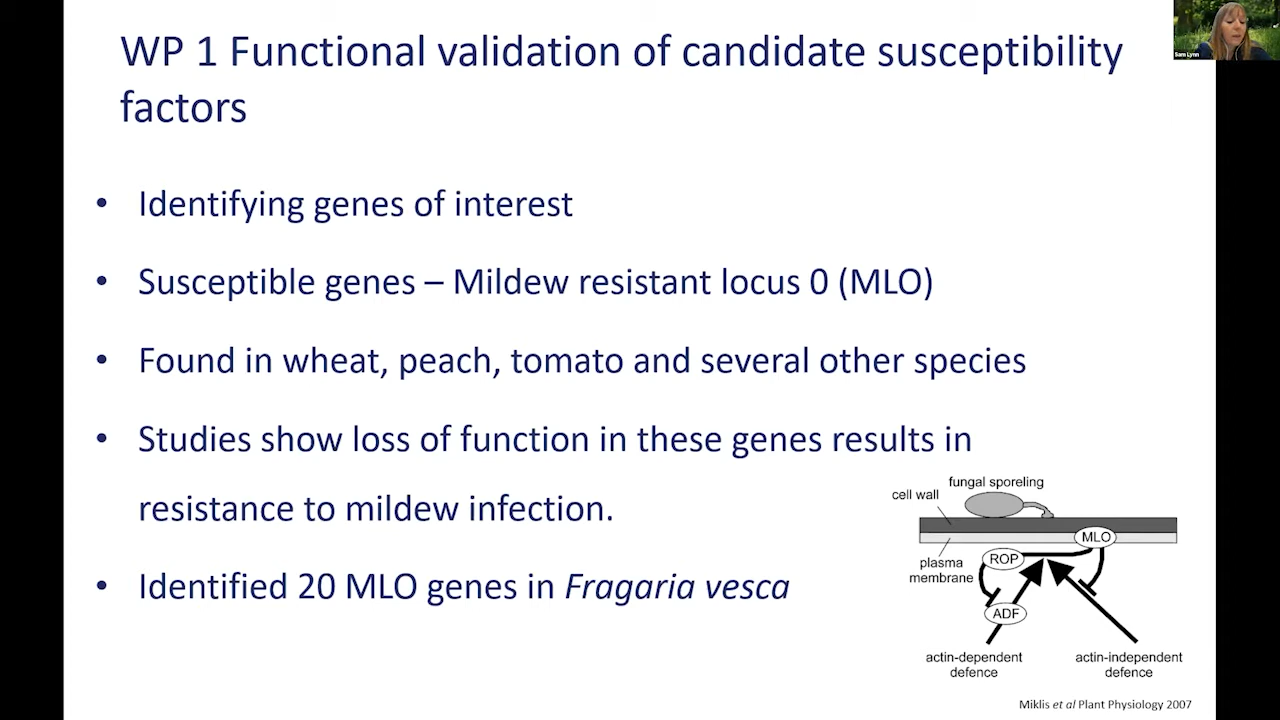 WP 1 Functional validation of candidate susceptibility
factors
Sam Lynn
• Identifying genes of interest
• Susceptible genes – Mildew resistant locus 0 (MLO)
• Found in wheat, peach, tomato and several other species
• Studies show loss of function in these genes results in
resistance to mildew infection.
• Identified 20 MLO genes in Fragaria vesca
fungal sporeling
cell wall
MLO
ROP
plasma
membrane
ADF
actin-dependent
defence
actin-independent
defence
Miklis et al Plant Physiology 2007